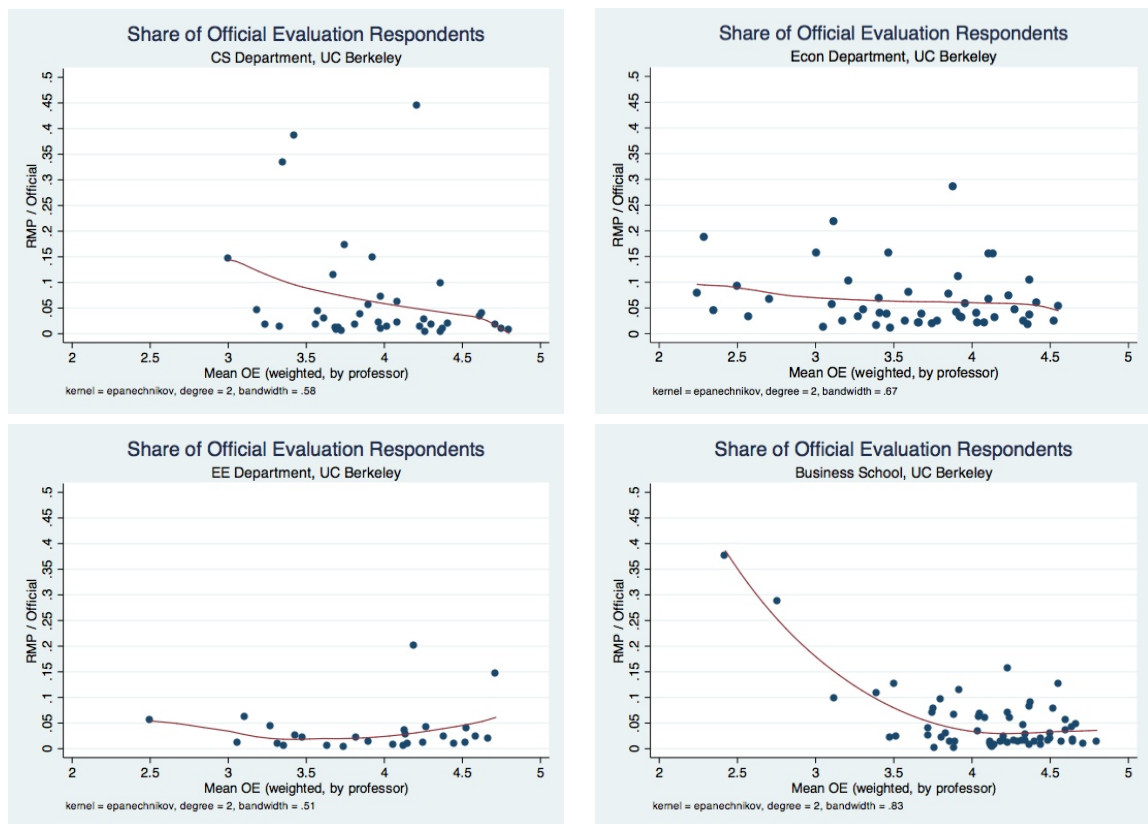 Share of Official Evaluation Respondents
CS Department, UC Berkeley
RMP / Official
.5
.45
.4
.35
.3
.25
.2
.15
.1
.05
0
2 2.5 3.0 3.5 4 4.5 5
Mean OE (weighted, by professor)
kernel = epanechnikov, degree = 2, bandwidth = .58
Share of Official Evaluation Respondents
Econ Department, UC Berkeley
RMP / Official
.5
.45
.4
.35
.3
.25
.2
.15
.1
.05
0
2 2.5 3.0 3.5 4 4.5 5
Mean OE (weighted, by professor)
kernel = epanechnikov, degree = 2, bandwidth = .67
Share of Official Evaluation Respondents
EE Department, UC Berkeley
RMP / Official
.5
.45
.4
.35
.3
.25
.2
.15
.1
.05
0
2 2.5 3.0 3.5 4 4.5 5
Mean OE (weighted, by professor)
kernel = epanechnikov, degree = 2, bandwidth = .51
Share of Official Evaluation Respondents
Business School, UC Berkeley
RMP / Official
.5
.45
.4
.35
.3
.25
.2
.15
.1
.05
0
2 2.5 3.0 3.5 4 4.5 5
Mean OE (weighted, by professor)
kernel = epanechnikov, degree = 2, bandwidth = .83